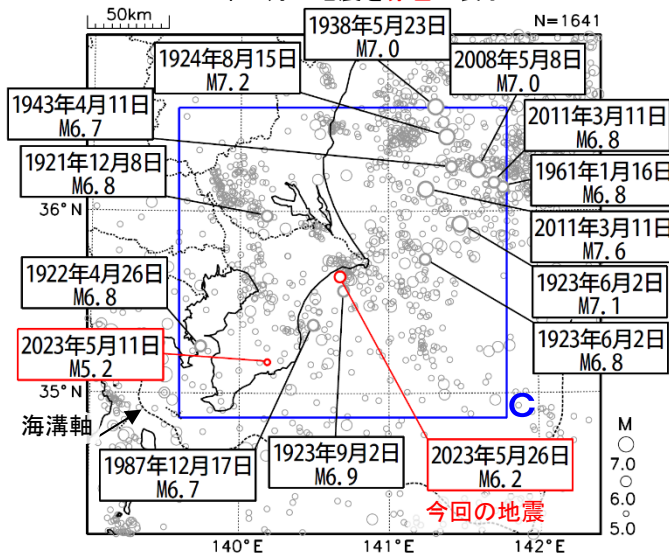 50km
N=1641
1938年5月23日
M7.0
1924年8月15日
M7.2
2008年5月8日
M7.0
1943年4月11日
M6.7
2011年3月11日
M6.8
1921年12月8日
M6.8
1961年1月16日
M6.8
36°N
2011年3月11日
M7.6
1922年4月26日
M6.8
1923年6月2日
M7.1
2023年5月11日
M5.2
1923年6月2日
M6.8
35°N
海溝軸
C
1987年12月17日
M6.7
1923年9月2日
M6.9
2023年5月26日
M6.2
今回の地震
M
7.0
6.0
5.0
140°E
141°E
142°E